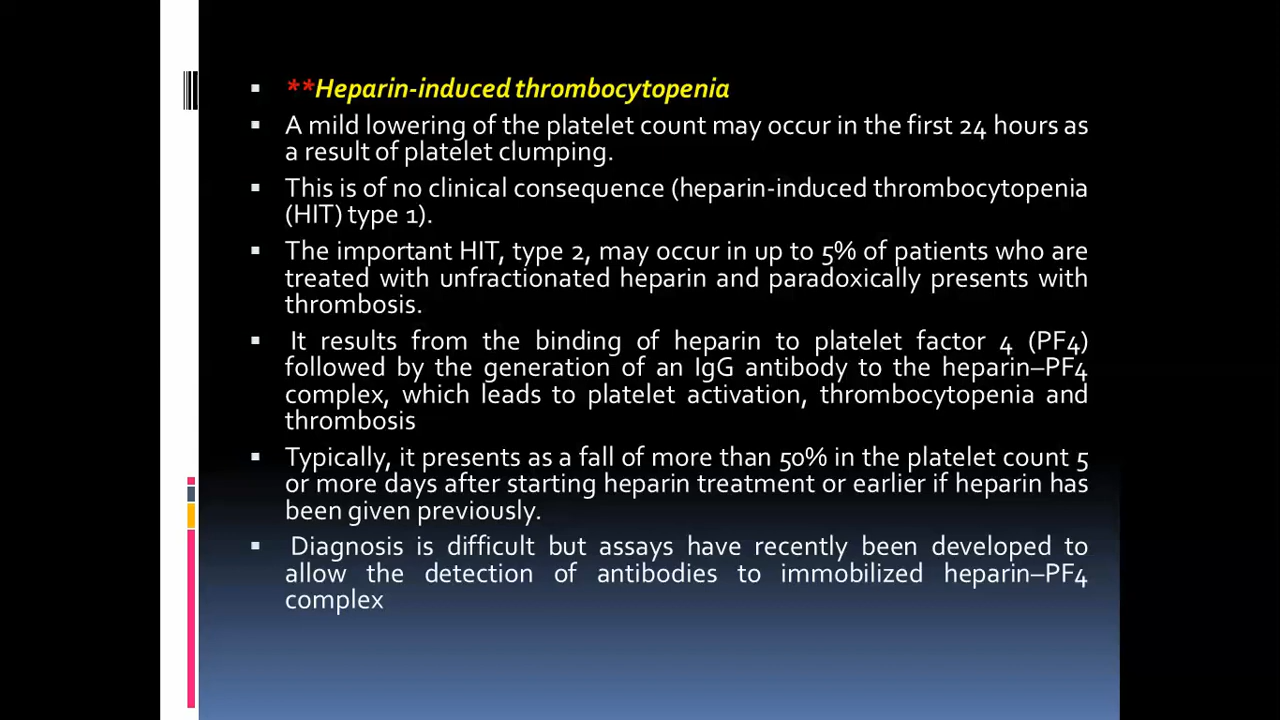 **Heparin-induced thrombocytopenia
A mild lowering of the platelet count may occur in the first 24 hours as
a result of platelet clumping.
This is of no clinical consequence (heparin-induced thrombocytopenia
(HIT) type 1).
The important HIT, type 2, may occur in up to 5% of patients who are
treated with unfractionated heparin and paradoxically presents with
thrombosis.
It results from the binding of heparin to platelet factor 4 (PF4)
followed by the generation of an IgG antibody to the heparin–PF4
complex, which leads to platelet activation, thrombocytopenia and
thrombosis
Typically, it presents as a fall of more than 50% in the platelet count 5
or more days after starting heparin treatment or earlier if heparin has
been given previously.
Diagnosis is difficult but assays have recently been developed to
allow the detection of antibodies to immobilized heparin–PF4
complex